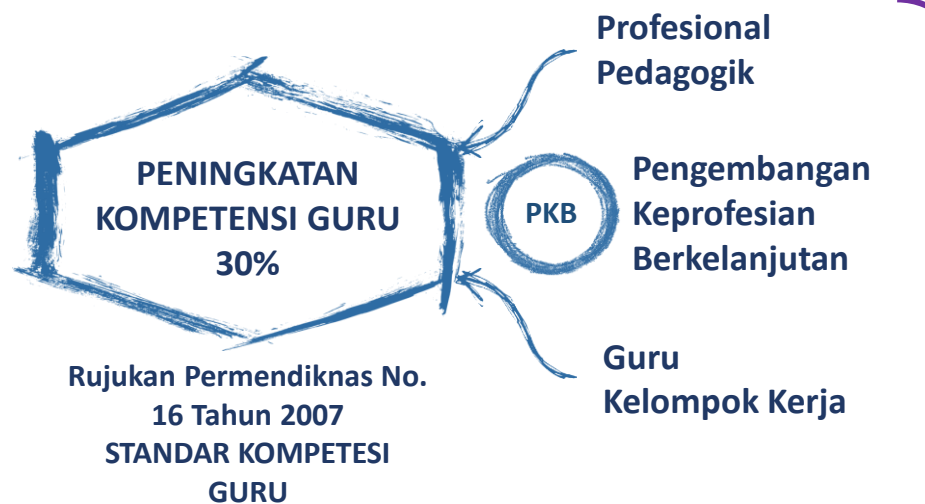 PENINGKATAN
KOMPETENSI GURU
30%
Rujukan Permendiknas No.
16 Tahun 2007
STANDAR KOMPETESI
GURU
Profesional
Pedagogik
PKB
Pengembangan
Keprofesian
Berkelanjutan
Guru
Kelompok Kerja